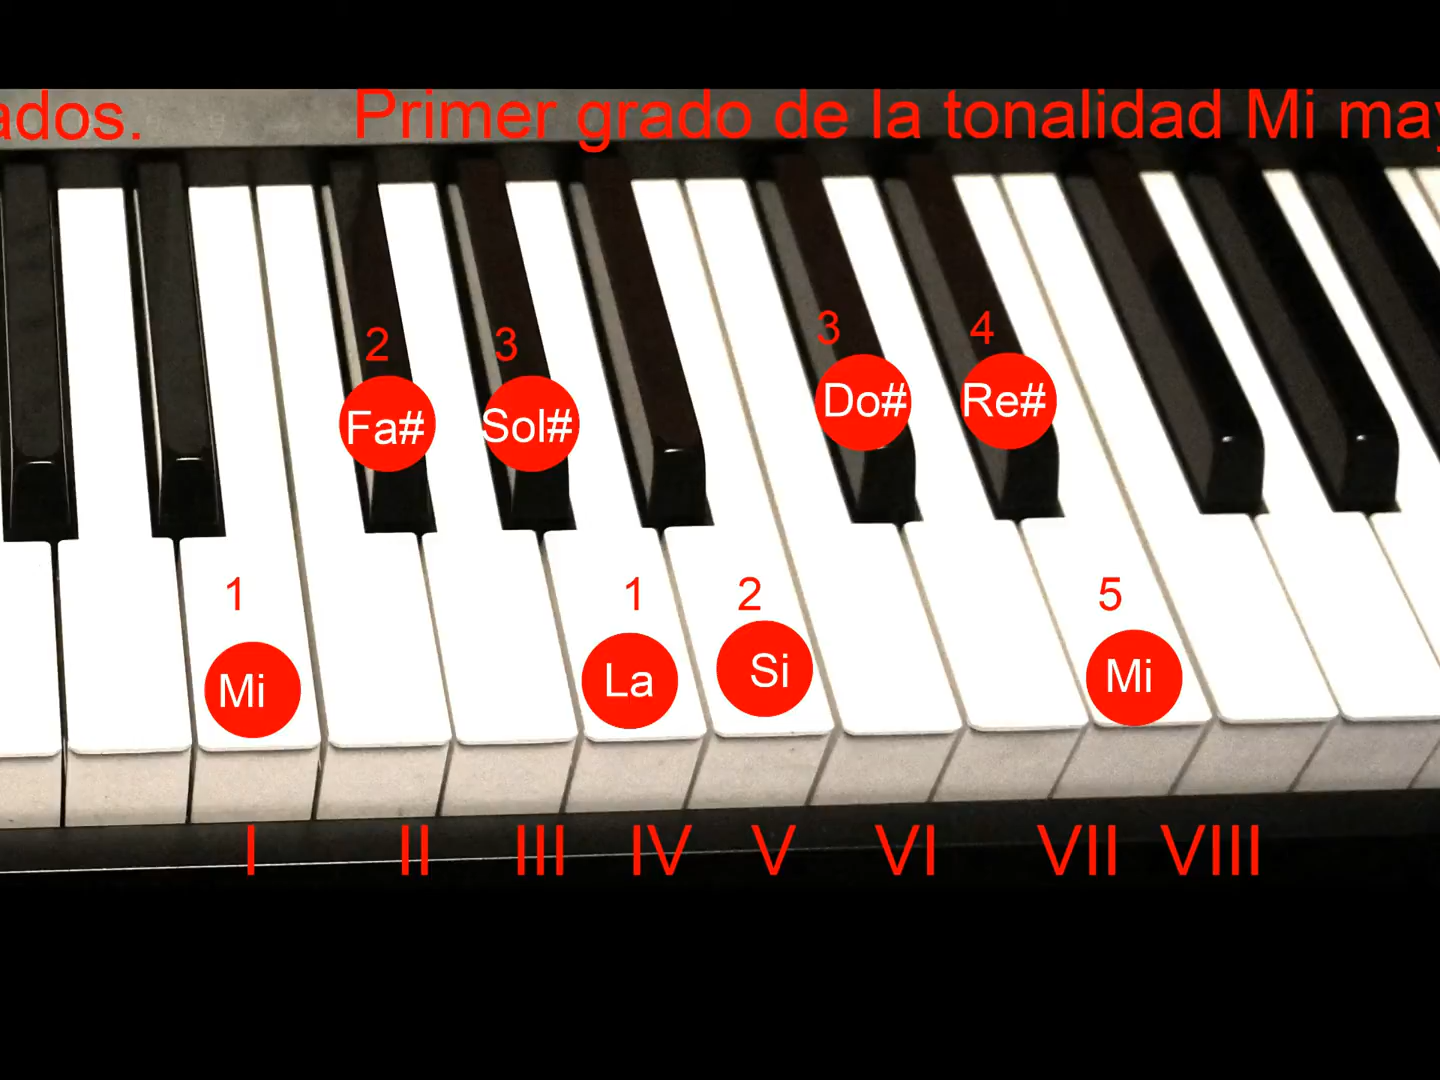 ados. Primer grado de la tonalidad Mi may
2 3 3 4
Fa# Sol# Do# Re#
1 1 2 5
Mi La Si Mi
I II III IV V VI VII VIII